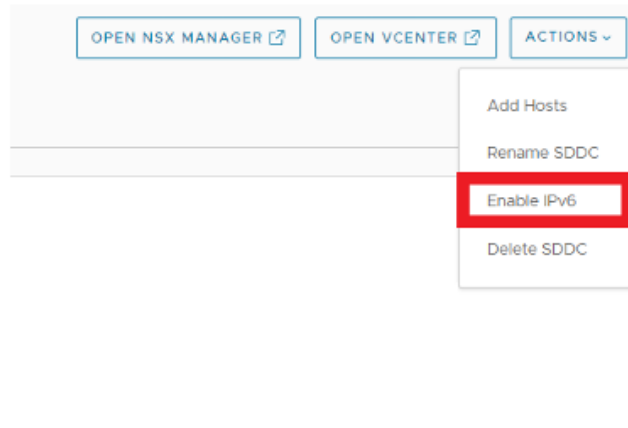 OPEN NSX MANAGER
OPEN VCENTER
ACTIONS
Add Hosts
Rename SDDC
Enable IPv6
Delete SDDC